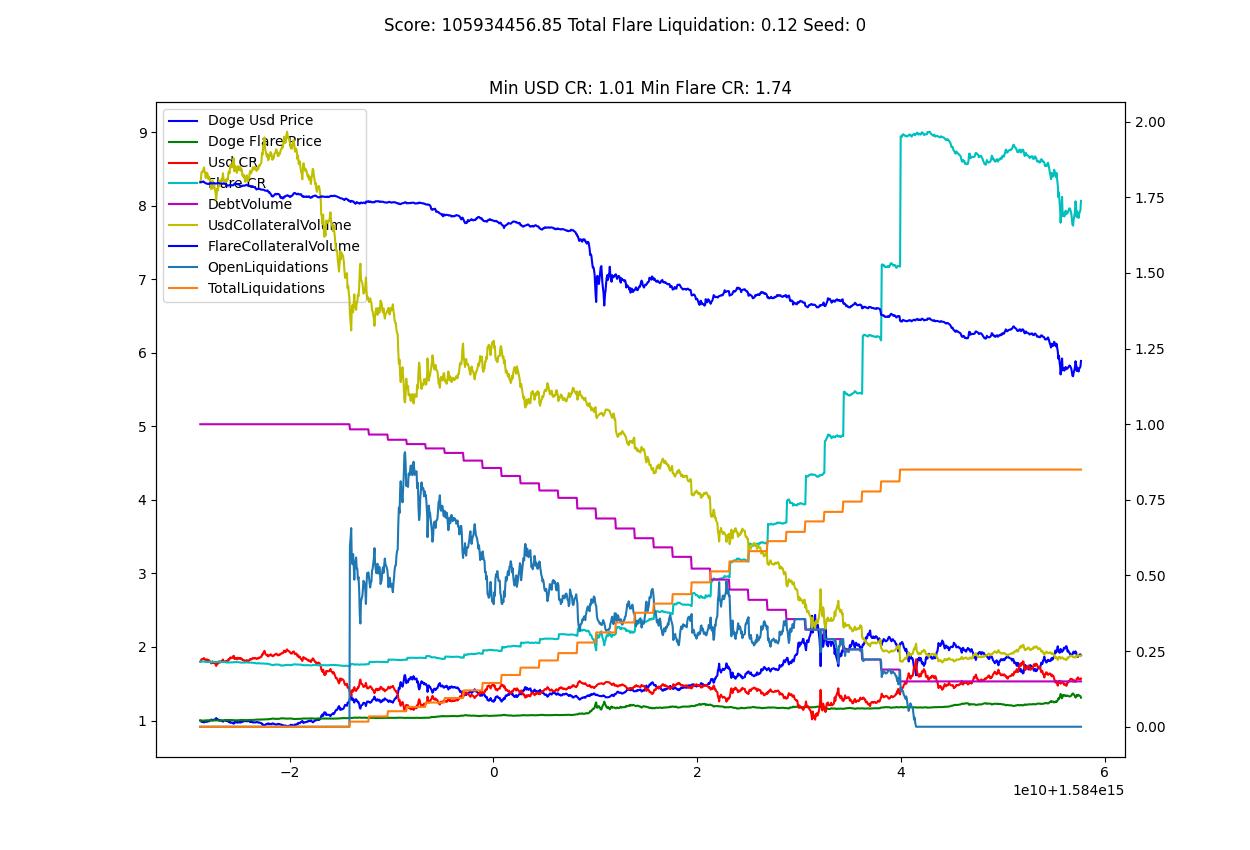 Score: 105934456.85 Total Flare Liquidation: 0.12 Seed: 0
Min USD CR: 1.01 Min Flare CR: 1.74
Doge Usd Price
Doge Flare Price
Usd CR
Flare CR
DebtVolume
UsdCollateralVolume
FlareCollateralVolume
OpenLiquidations
TotalLiquidations
9
8
7
6
5
4
3
2
1
2.00
1.75
1.50
1.25
1.00
0.75
0.50
0.25
0.00
−2 0 2 4 6
1e10+1.584e15